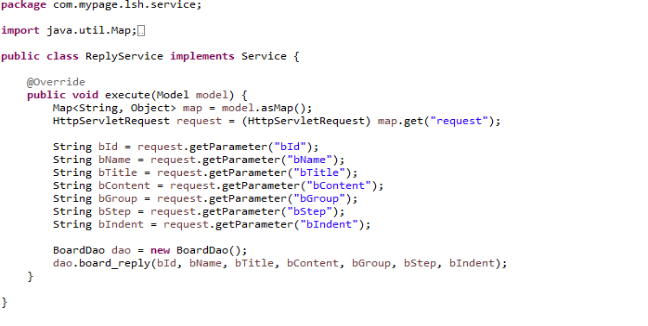 package com.mypage.lsh.service;
import java.util.Map;
public class ReplyService implements Service {
@Override
public void execute(Model model) {
Map<String, Object> map = model.asMap();
HttpServletRequest request = (HttpServletRequest) map.get("request");
String bId = request.getParameter("bId");
String bName = request.getParameter("bName");
String bTitle = request.getParameter("bTitle");
String bContent = request.getParameter("bContent");
String bGroup = request.getParameter("bGroup");
String bStep = request.getParameter("bStep");
String bIndent = request.getParameter("bIndent");
BoardDao dao = new BoardDao();
dao.board_reply(bId, bName, bTitle, bContent, bGroup, bStep, bIndent);
}
}